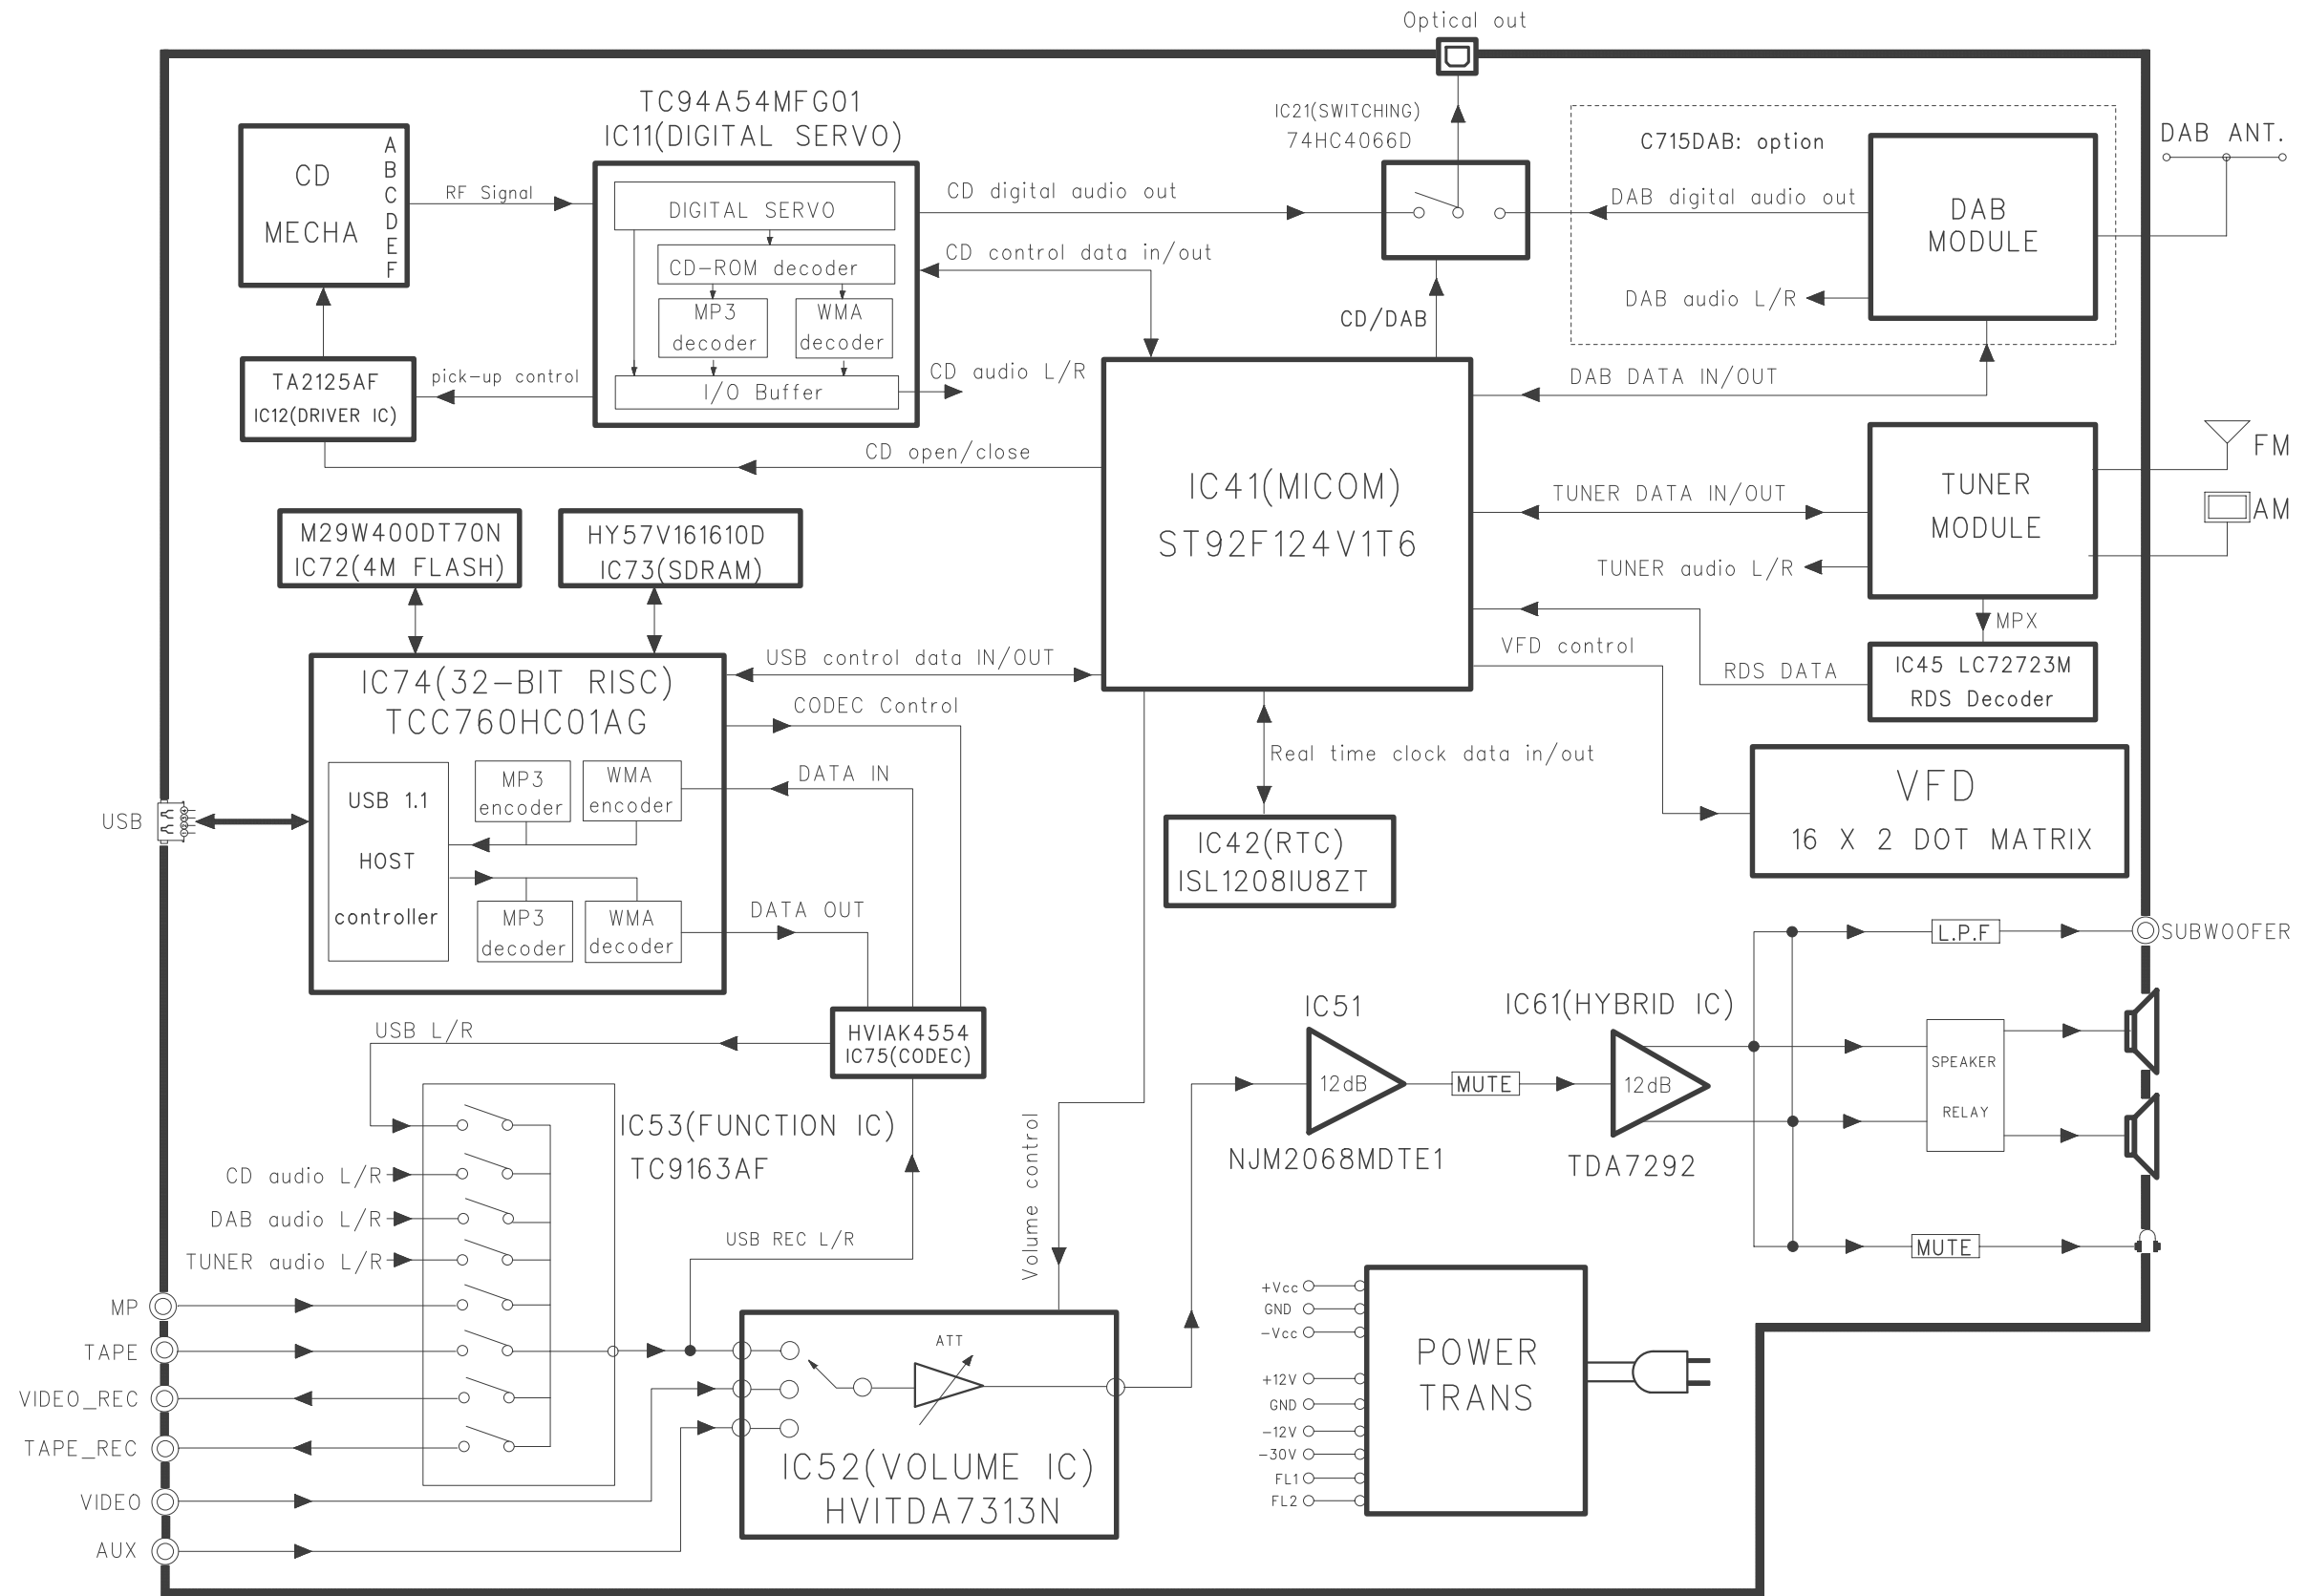 Optical out
TC94A54MFG01
IC11(DIGITAL SERVO)
IC21(SWITCHING)
74HC4066D
C715DAB: option
DAB ANT.
CD
MECHA
A
B
C
D
E
F
RF Signal
DIGITAL SERVO
CD-ROM decoder
MP3
decoder
WMA
decoder
I/O Buffer
CD digital audio out
CD control data in/out
CD audio L/R
CD/DAB
DAB digital audio out
DAB
MODULE
DAB audio L/R
DAB DATA IN/OUT
TA2125AF
IC12(DRIVER IC)
pick-up control
CD open/close
IC41(MICOM)
ST92F124V1T6
TUNER DATA IN/OUT
TUNER
MODULE
TUNER audio L/R
FM
AM
MPX
IC45 LC72723M
RDS Decoder
RDS DATA
VFD control
VFD
16 X 2 DOT MATRIX
M29W400DT70N
IC72(4M FLASH)
HY57V161610D
IC73(SDRAM)
IC74(32-BIT RISC)
TCC760HC01AG
USB control data IN/OUT
CODEC Control
DATA IN
DATA OUT
USB 1.1
HOST
controller
MP3
encoder
WMA
encoder
MP3
decoder
WMA
decoder
USB
Real time clock data in/out
IC42(RTC)
ISL1208IU8ZT
HVIAK4554
IC75(CODEC)
USB L/R
IC53(FUNCTION IC)
TC9163AF
CD audio L/R
DAB audio L/R
TUNER audio L/R
MP
TAPE
VIDEO_REC
TAPE_REC
VIDEO
AUX
USB REC L/R
Volume control
ATT
IC52(VOLUME IC)
HVITDA7313N
IC51
12dB
NJM2068MDTE1
MUTE
IC61(HYBRID IC)
12dB
TDA7292
L.P.F
SUBWOOFER
SPEAKER
RELAY
MUTE
+Vcc
GND
-Vcc
+12V
GND
-12V
-30V
FL1
FL2
POWER
TRANS